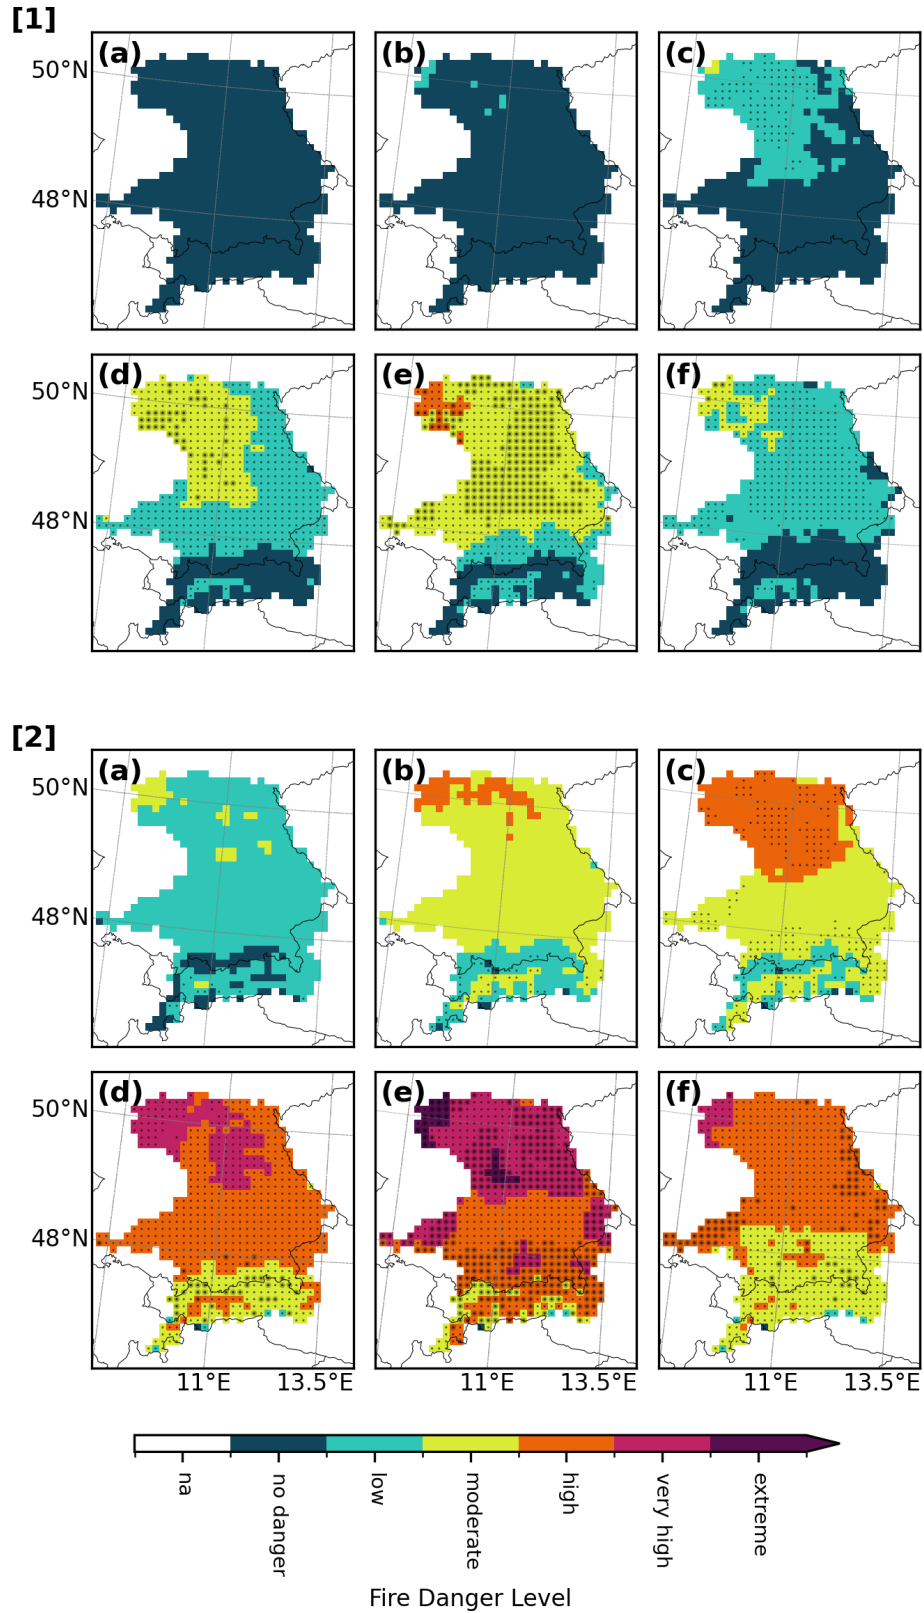 [1]
(a) (b) (c)
50°N
48°N
(d) (e) (f)
50°N
48°N
[2]
(a) (b) (c)
50°N
48°N
(d) (e) (f)
50°N
48°N
11°E 13.5°E 11°E 13.5°E 11°E 13.5°E
na no danger low moderate high very high extreme
Fire Danger Level